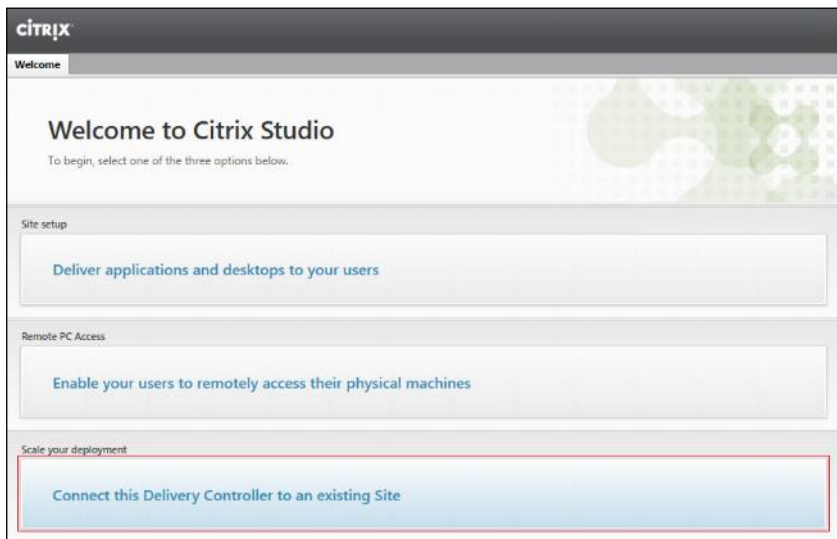 CİTRIX
Welcome
Welcome to Citrix Studio
To begin, select one of the three options below.
Site setup
Deliver applications and desktops to your users
Remote PC Access
Enable your users to remotely access their physical machines
Scale your deployment
Connect this Delivery Controller to an existing Site